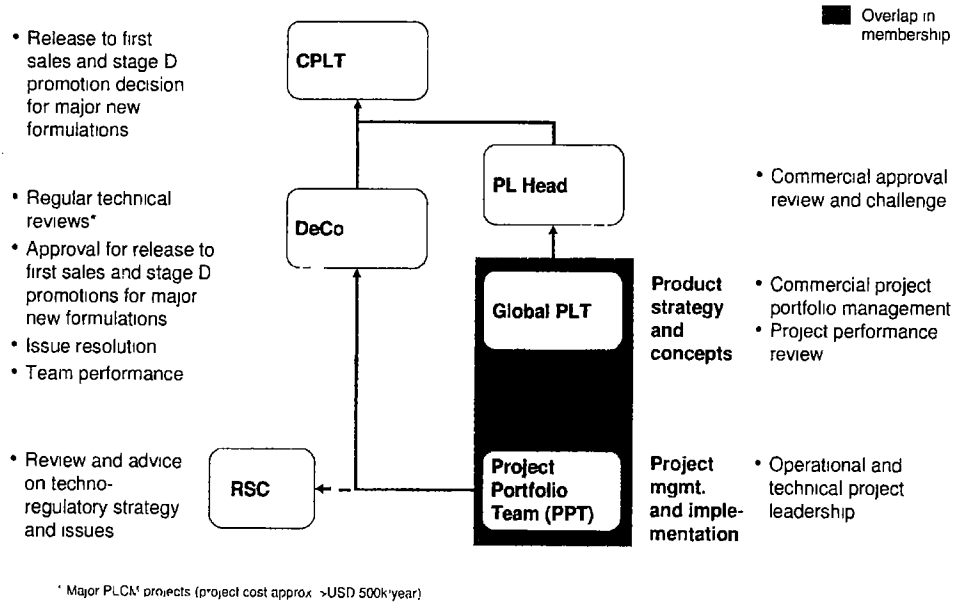 Overlap in
membership
• Release to first
sales and stage D
promotion decision
for major new
formulations
CPLT
PL Head
• Commercial approval
review and challenge
• Regular technical
reviews*
• Approval for release to
first sales and stage D
promotions for major
new formulations
• Issue resolution
• Team performance
DeCo
Global PLT
Product
strategy
and
concepts
• Commercial project
portfolio management
• Project performance
review
• Review and advice
on techno-
regulatory strategy
and issues
RSC
Project
Portfolio
Team (PPT)
Project
mgmt.
and imple-
mentation
• Operational and
technical project
leadership
* Major PLCM projects (project cost approx >USD 500k/year)